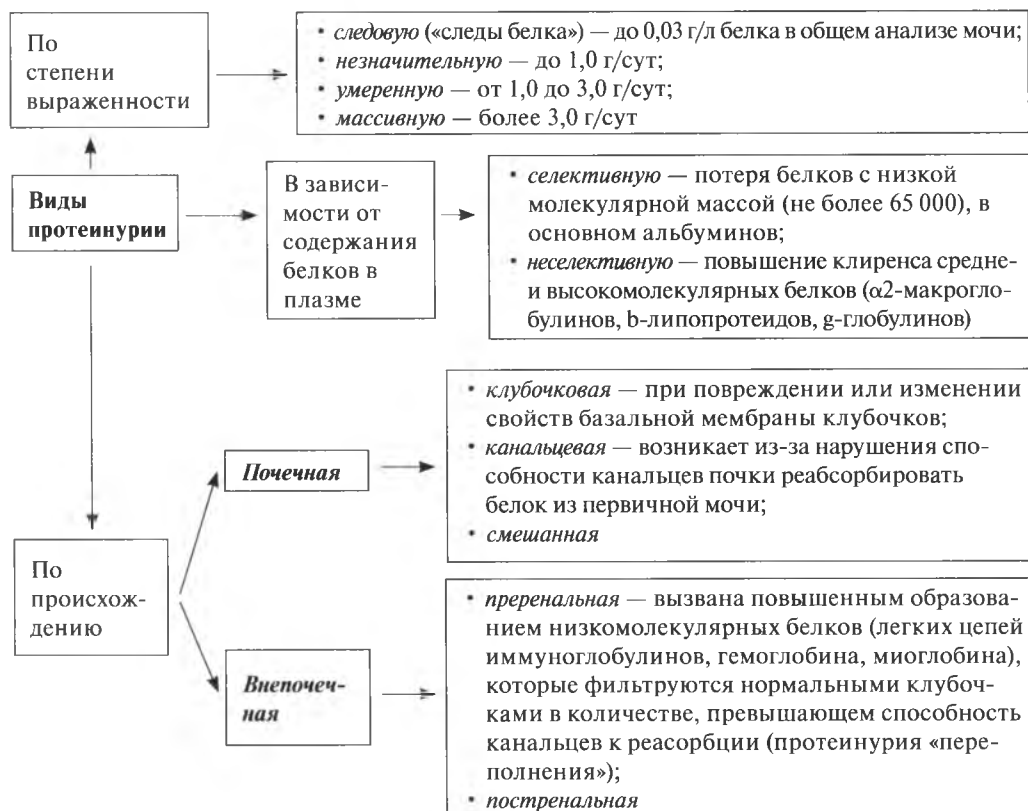 По
степени
выраженности
• следовую («следы белка») — до 0,03 г/л белка в общем анализе мочи;
• незначительную — до 1,0 г/сут;
• умеренную — от 1,0 до 3,0 г/сут;
• массивную — более 3,0 г/сут
Виды
протеинурии
В зависи-
мости от
содержания
белков в
плазме
• селективную — потеря белков с низкой
молекулярной массой (не более 65 000), в
основном альбуминов;
• неселективную — повышение клиренса средне-
и высокомолекулярных белков (α2-макрогло-
булинов, b-липопротеидов, g-глобулинов)
По
происхож-
дению
Почечная
• клубочковая — при повреждении или изменении
свойств базальной мембраны клубочков;
• канальцевая — возникает из-за нарушения спо-
собности канальцев почки реабсорбировать
белок из первичной мочи;
• смешанная
Внепочеч-
ная
• преренальная — вызвана повышенным образова-
нием низкомолекулярных белков (легких цепей
иммуноглобулинов, гемоглобина, миоглобина),
которые фильтруются нормальными клубоч-
ками в количестве, превышающем способность
канальцев к реасорбции (протеинурия «пере-
полнения»);
• постренальная